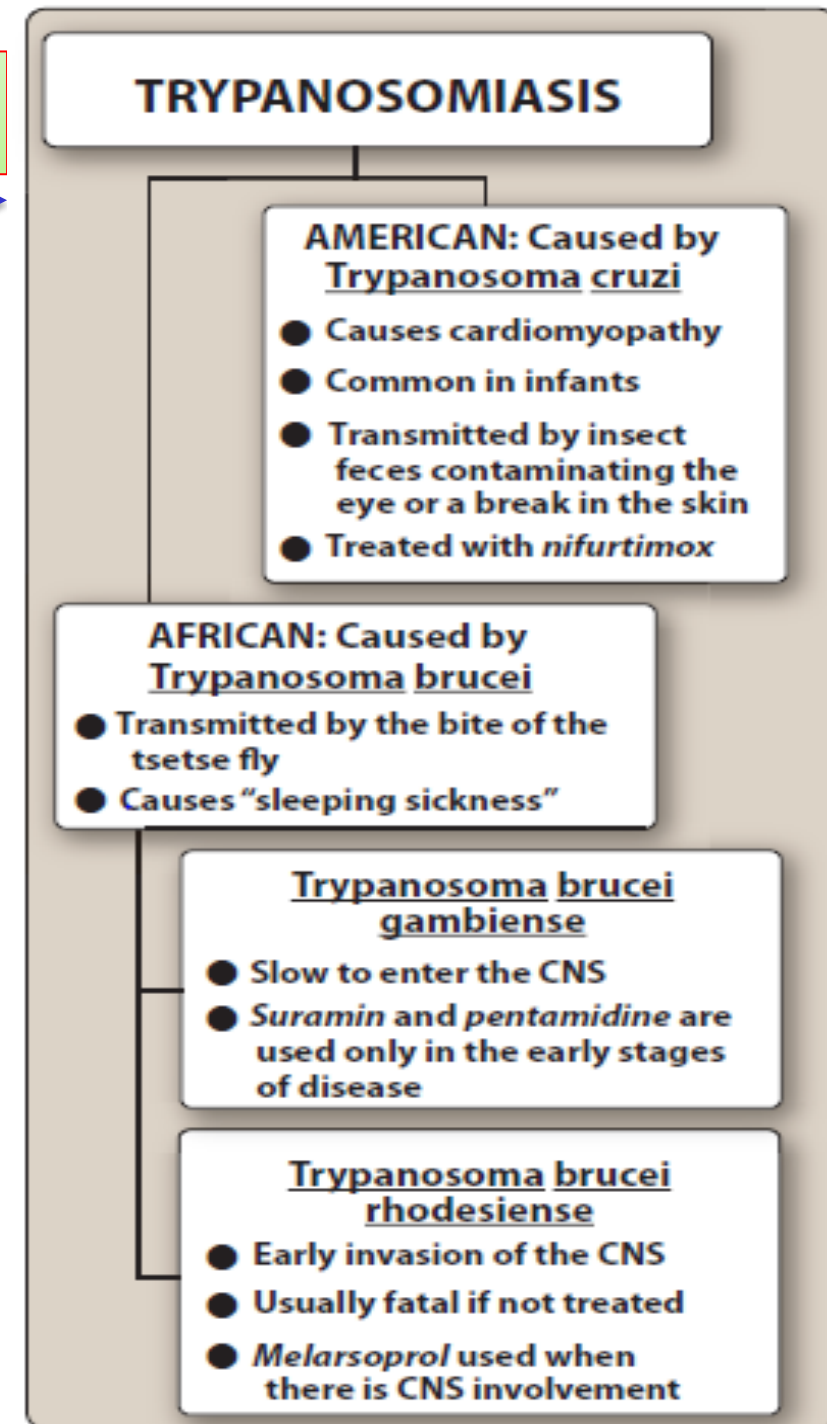 TRYPANOSOMIASIS
AMERICAN: Caused by
Trypanosoma cruzi
● Causes cardiomyopathy
● Common in infants
● Transmitted by insect
feces contaminating the
eye or a break in the skin
● Treated with nifurtimox
AFRICAN: Caused by
Trypanosoma brucei
● Transmitted by the bite of the
tsetse fly
● Causes “sleeping sickness”
Trypanosoma brucei
gambiense
● Slow to enter the CNS
● Suramin and pentamidine are
used only in the early stages
of disease
Trypanosoma brucei
rhodesiense
● Early invasion of the CNS
● Usually fatal if not treated
● Melarsoprol used when
there is CNS involvement